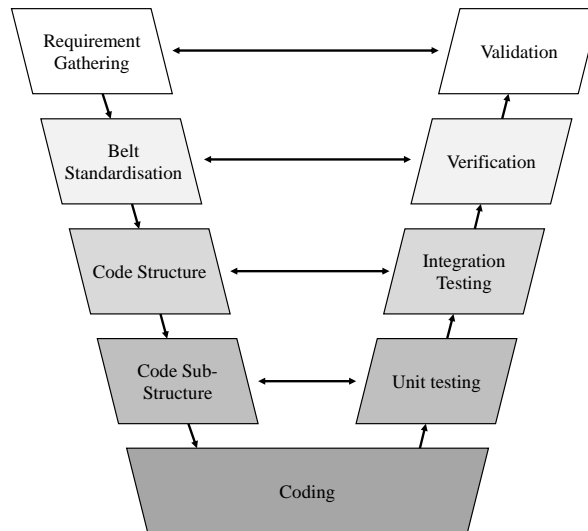 Requirement
Gathering
Validation
Belt
Standardisation
Verification
Code Structure
Integration
Testing
Code Sub-
Structure
Unit testing
Coding